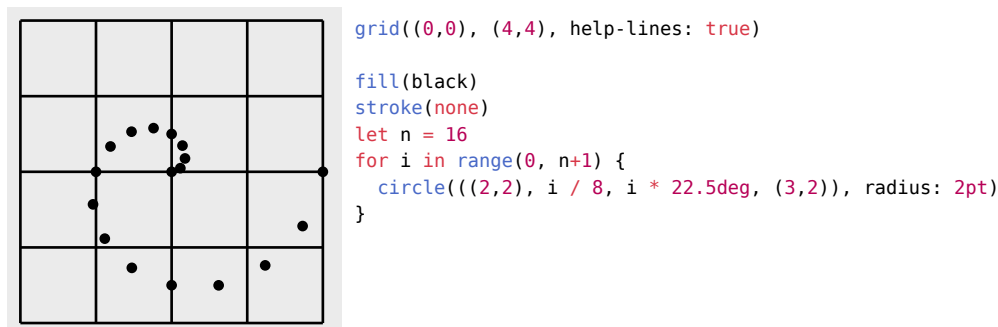 grid((0,0), (4,4), help-lines: true)
fill(black)
stroke(none)
let n = 16
for i in range(0, n+1) {
  circle(((2,2), i / 8, i * 22.5deg, (3,2)), radius: 2pt)
}